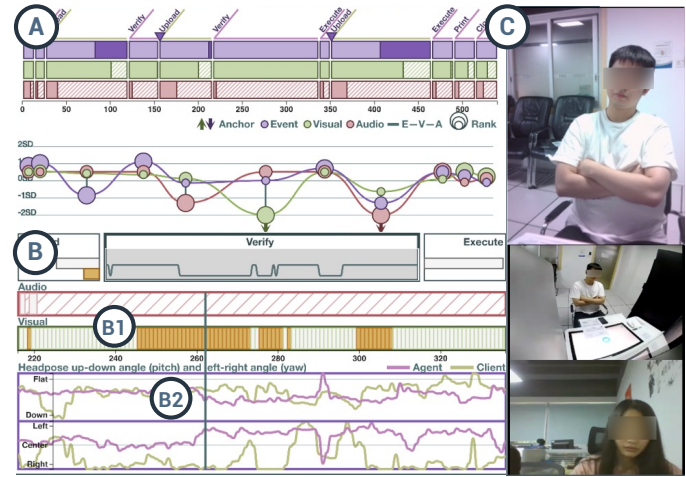 A
C
Verify
Upload
Verify
Execute
Upload
Execute
Print
0 50 100 150 200 250 300 350 400 450 500
Anchor Event Visual Audio E-V-A Rank
2SD
-1SD
-2SD
B
Verify
Execute
Audio
Visual
B1
220 240 260 280 300 320
Headpose up-down angle (pitch) and left-right angle (yaw) Agent Client
Flat
B2
Down
Left
Center
Right